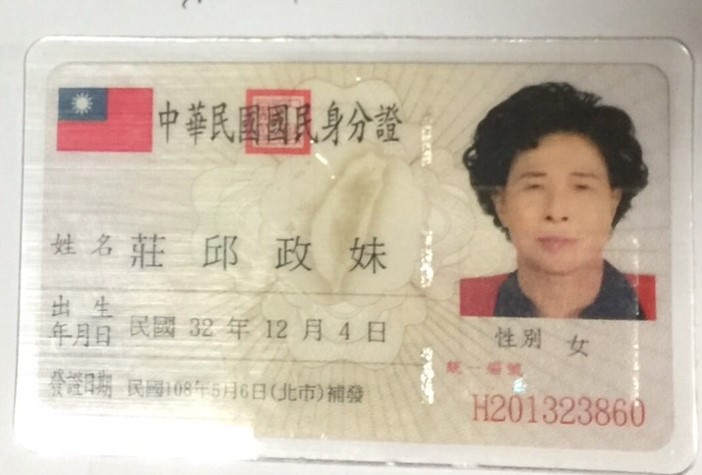 中華民國國民身分證
姓名 莊邱政妹
出生年月日 民國 32 年 12 月 4 日
性別 女
發證日期 民國108年5月6日(北市)補發
統一編號
H201323860